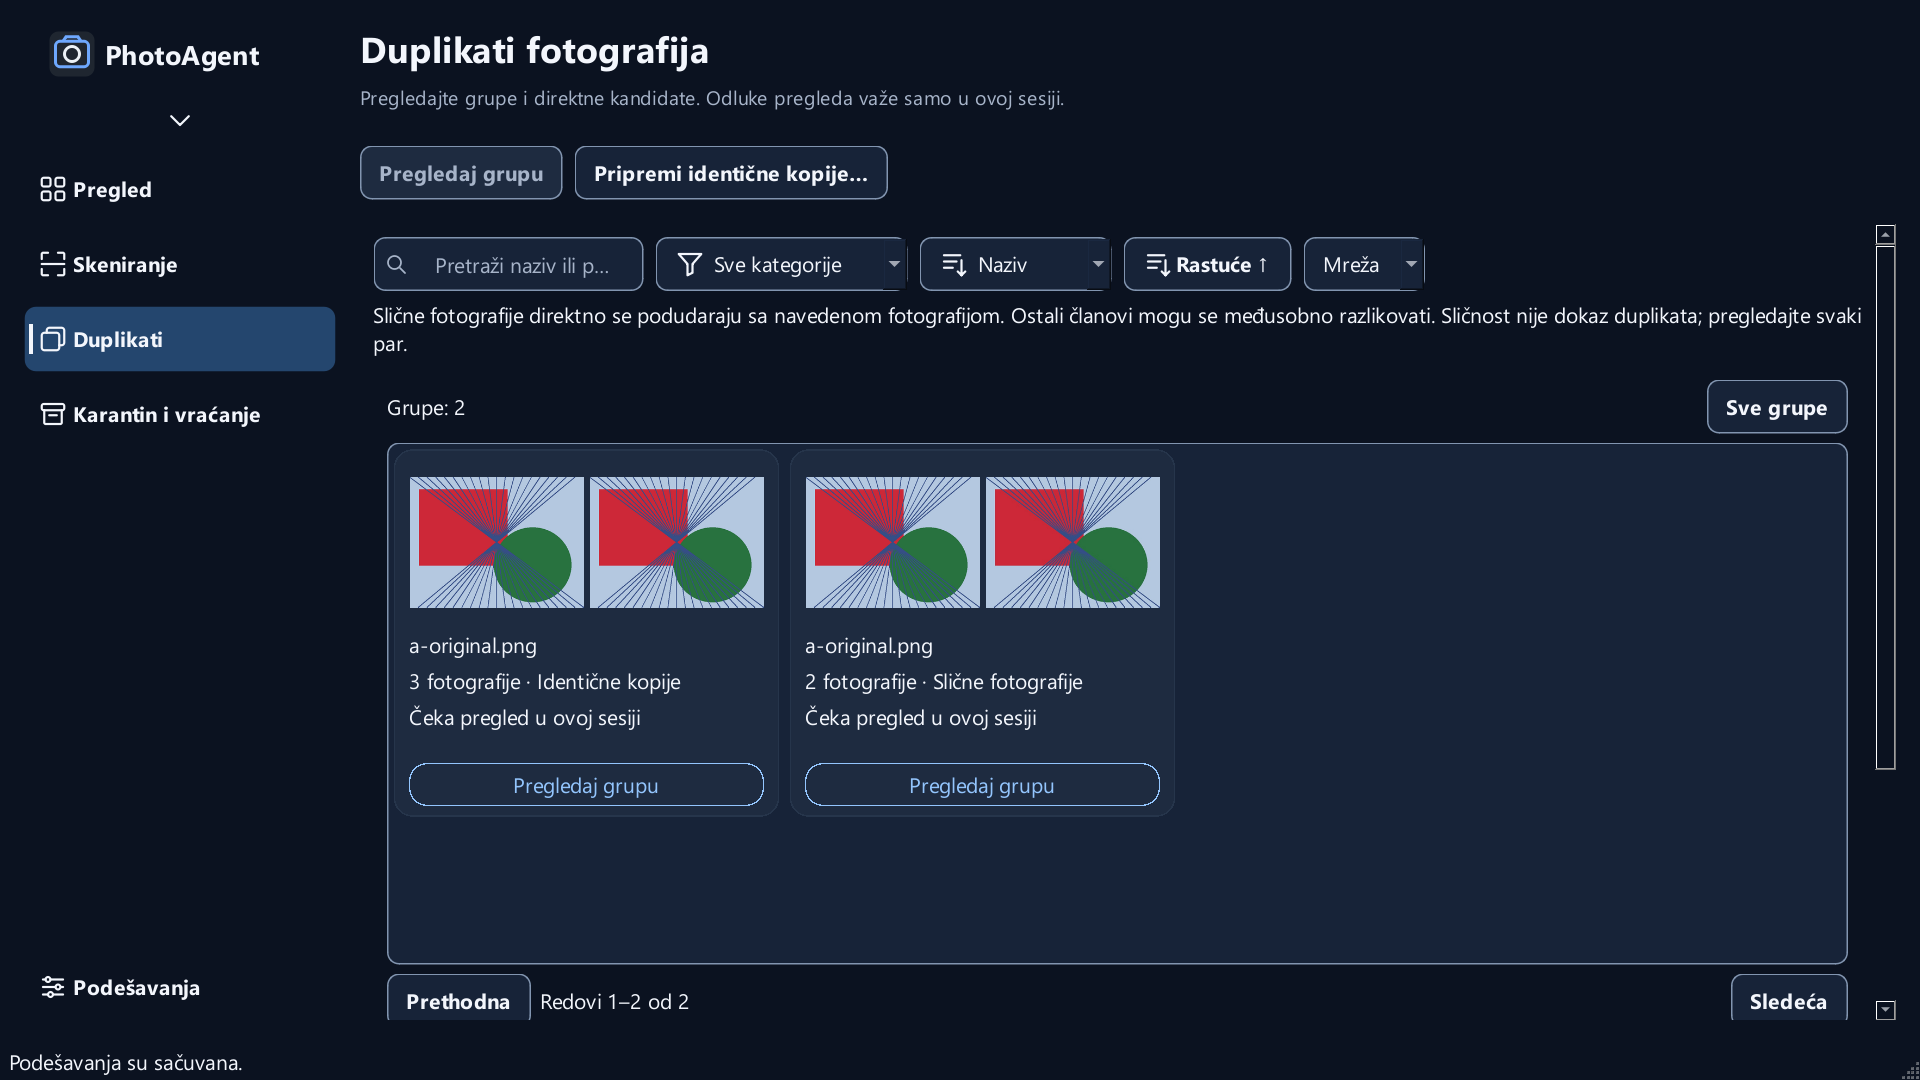 PhotoAgent
Pregled
Skeniranje
Duplikati
Karantin i vraćanje
Podešavanja
Duplikati fotografija
Pregledajte grupe i direktne kandidate. Odluke pregleda važe samo u ovoj sesiji.
Pregledaj grupu
Pripremi identične kopije...
Pretraži naziv ili p...
Sve kategorije
Naziv
Rastuće ↑
Mreža
Slične fotografije direktno se podudaraju sa navedenom fotografijom. Ostali članovi mogu se međusobno razlikovati. Sličnost nije dokaz duplikata; pregledajte svaki
par.
Grupe: 2
Sve grupe
a-original.png
3 fotografije · Identične kopije
Čeka pregled u ovoj sesiji
Pregledaj grupu
a-original.png
2 fotografije · Slične fotografije
Čeka pregled u ovoj sesiji
Pregledaj grupu
Prethodna
Redovi 1–2 od 2
Sledeća
Podešavanja su sačuvana.